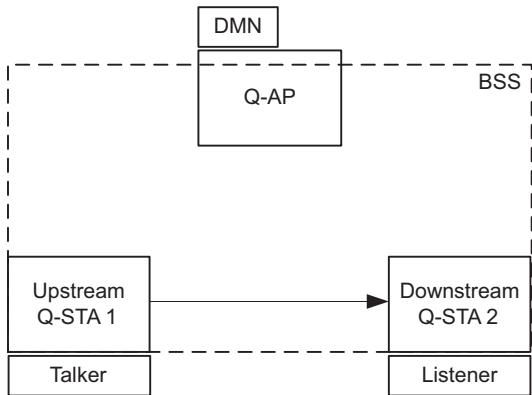 DMN
BSS
Q-AP
Upstream
Q-STA 1
Downstream
Q-STA 2
Talker
Listener